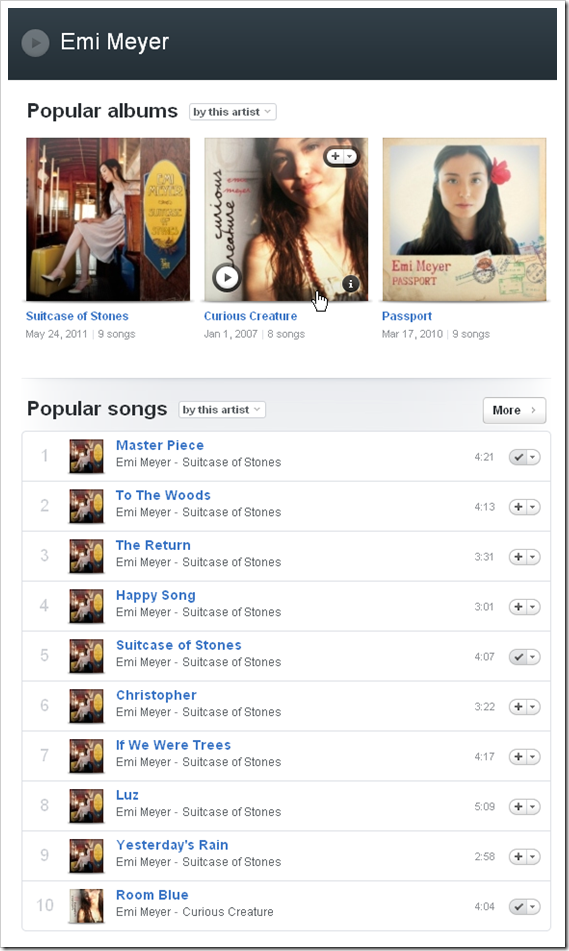 Emi Meyer
Popular albums by this artist
EMI
MEYER
SUITCASE
OF
STONES
curious
creature
emi
meyer
Emi Meyer
PASSPORT
Suitcase of Stones
May 24, 2011 | 9 songs
Curious Creature
Jan 1, 2007 | 8 songs
Passport
Mar 17, 2010 | 9 songs
Popular songs by this artist
More
1 Master Piece 4:21
Emi Meyer - Suitcase of Stones
2 To The Woods 4:13
Emi Meyer - Suitcase of Stones
3 The Return 3:31
Emi Meyer - Suitcase of Stones
4 Happy Song 3:01
Emi Meyer - Suitcase of Stones
5 Suitcase of Stones 4:07
Emi Meyer - Suitcase of Stones
6 Christopher 3:22
Emi Meyer - Suitcase of Stones
7 If We Were Trees 4:17
Emi Meyer - Suitcase of Stones
8 Luz 5:09
Emi Meyer - Suitcase of Stones
9 Yesterday's Rain 2:58
Emi Meyer - Suitcase of Stones
10 Room Blue 4:04
Emi Meyer - Curious Creature